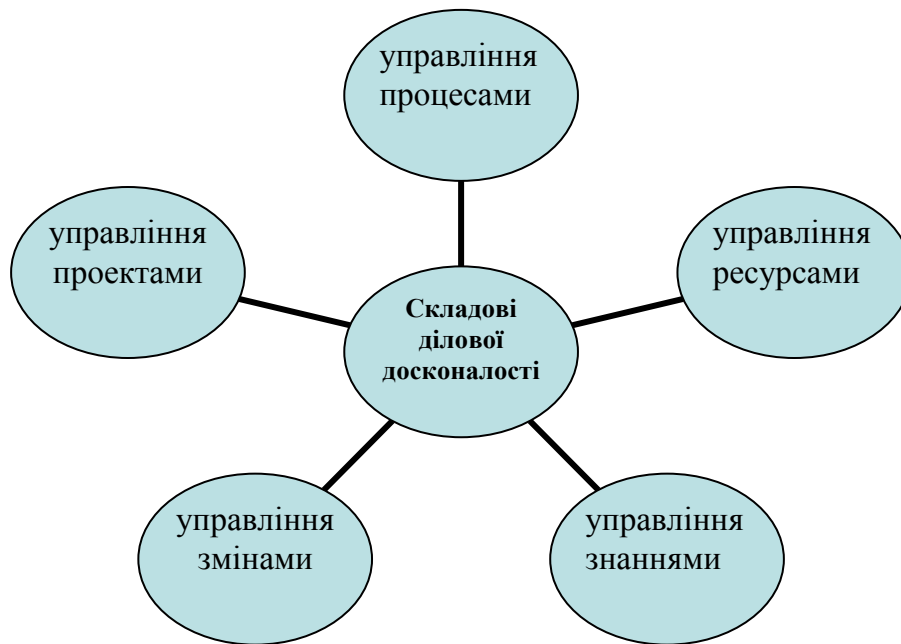 управління
процесами
управління
проектами
управління
ресурсами
Складові
ділової
досконалості
управління
змінами
управління
знаннями